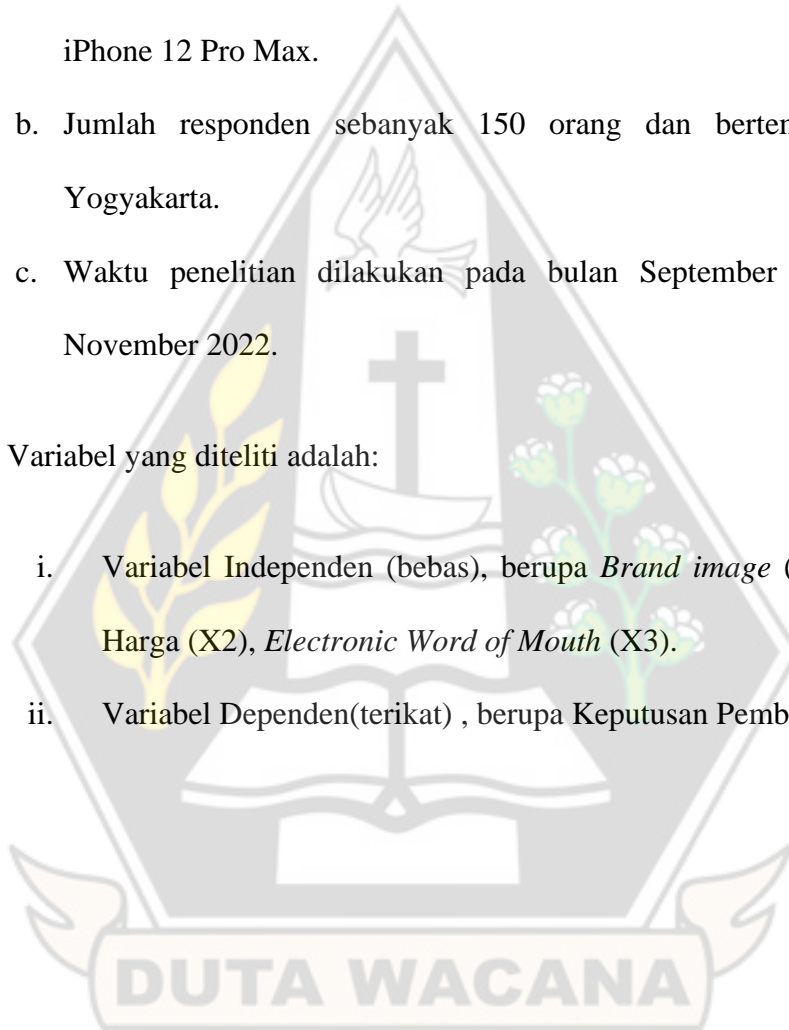 iPhone 12 Pro Max.
b. Jumlah responden sebanyak 150 orang dan
Yogyakarta.
c. Waktu penelitian dilakukan pada bulan September
November 2022.
Variabel yang diteliti adalah:
i. Variabel Independen (bebas), berupa Brand image (
Harga (X2), Electronic Word of Mouth (X3).
ii. Variabel Dependen(terikat) , berupa Keputusan
DUTA WACANA